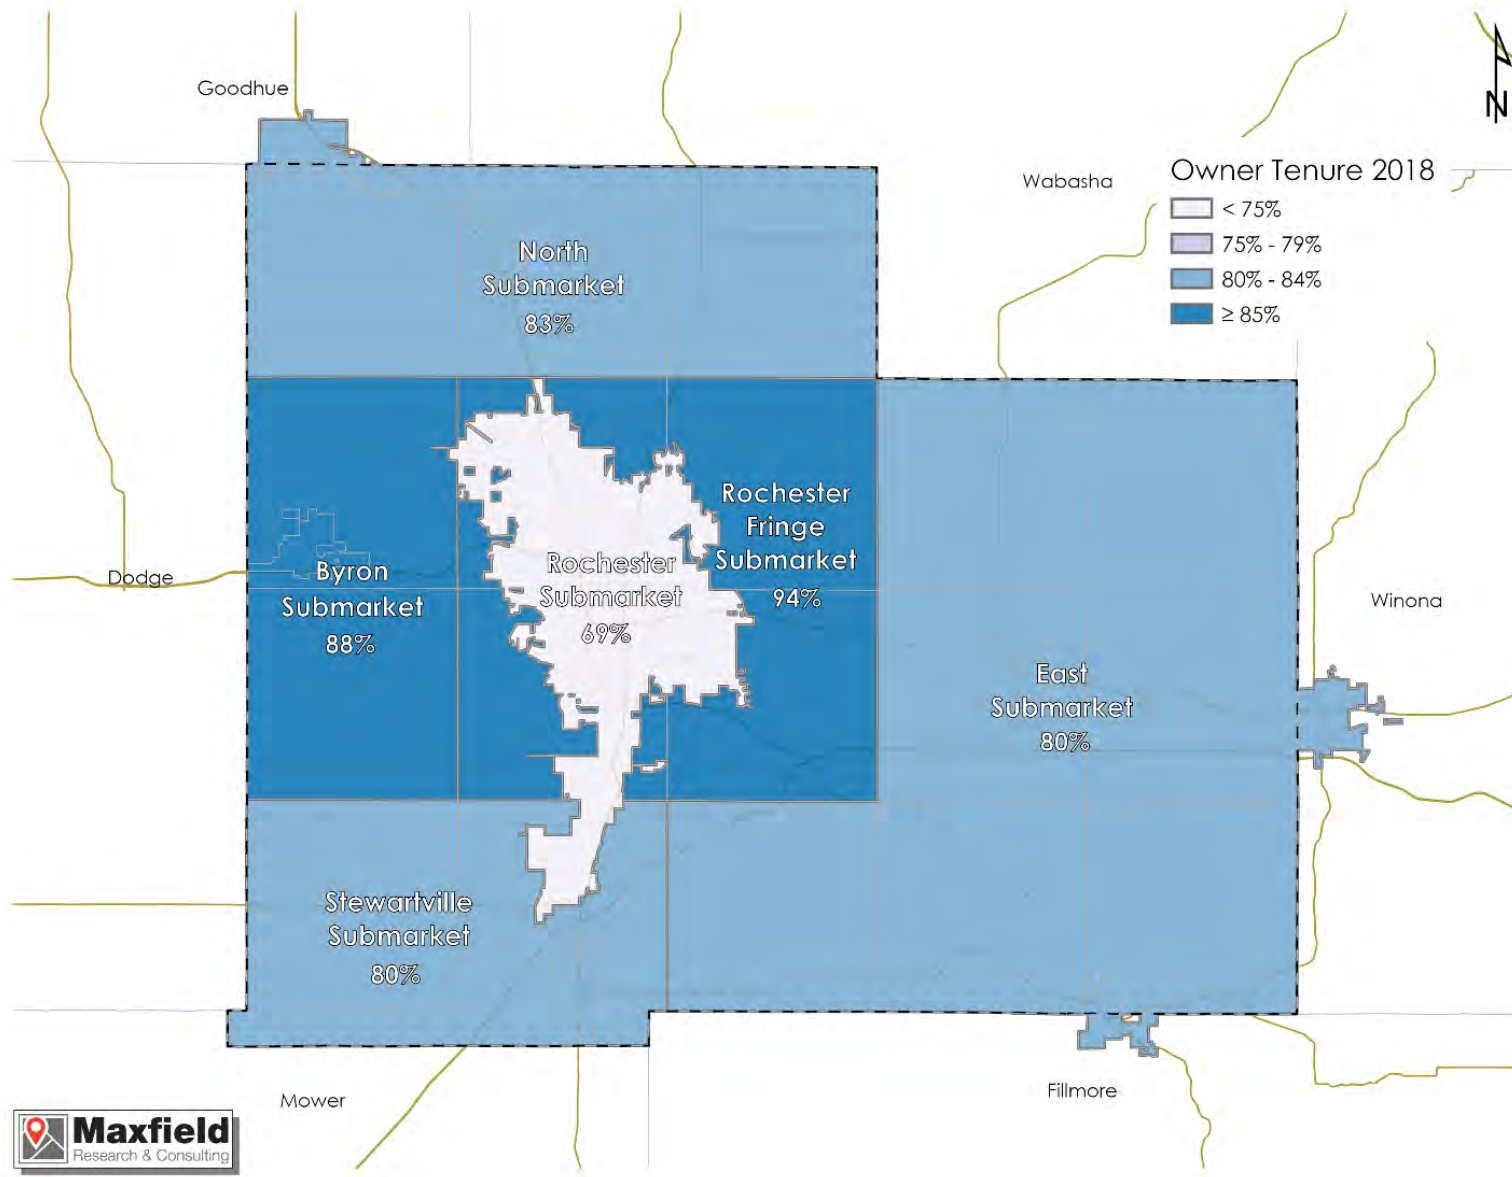 Goodhue
N
Wabasha
Owner Tenure 2018
< 75%
75% - 79%
80% - 84%
≥ 85%
North
Submarket
83%
Rochester
Fringe
Submarket
94%
Rochester
Submarket
69%
Dodge
Byron
Submarket
88%
Winona
East
Submarket
80%
Stewartville
Submarket
80%
Mower
Fillmore
Maxfield
Research & Consulting